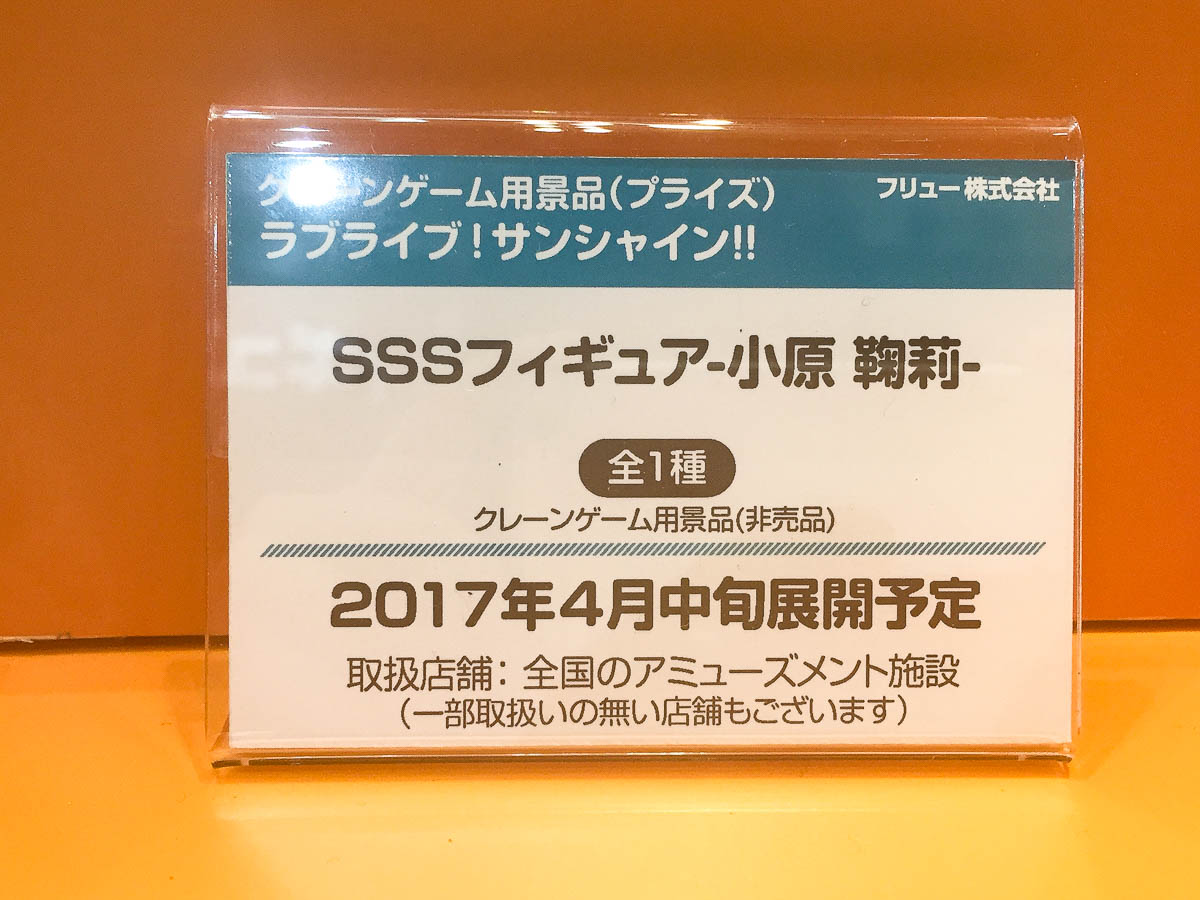 クレーンゲーム用景品(プライズ)
フリュー株式会社
ラブライブ!サンシャイン!!
SSSフィギュア-小原 鞠莉-
全1種
クレーンゲーム用景品(非売品)
2017年4月中旬展開予定
取扱店舗:全国のアミューズメント施設
(一部取扱いの無い店舗もございます)